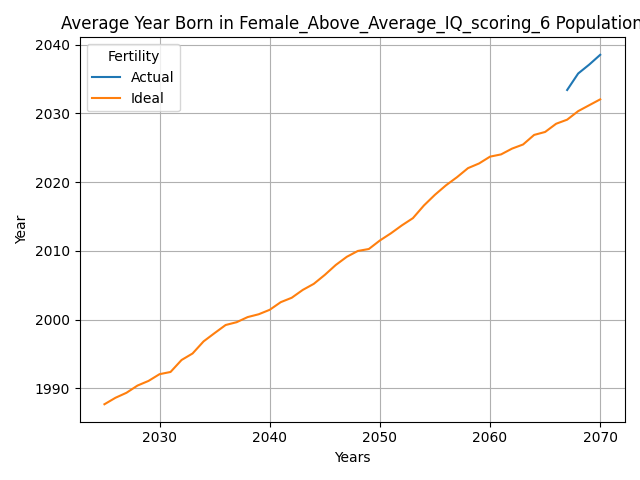 Average Year Born in Female_Above_Average_IQ_scoring_6 Population
Fertility
Actual
Ideal
2040
2030
2020
2010
2000
1990
Year
2030 2040 2050 2060 2070
Years